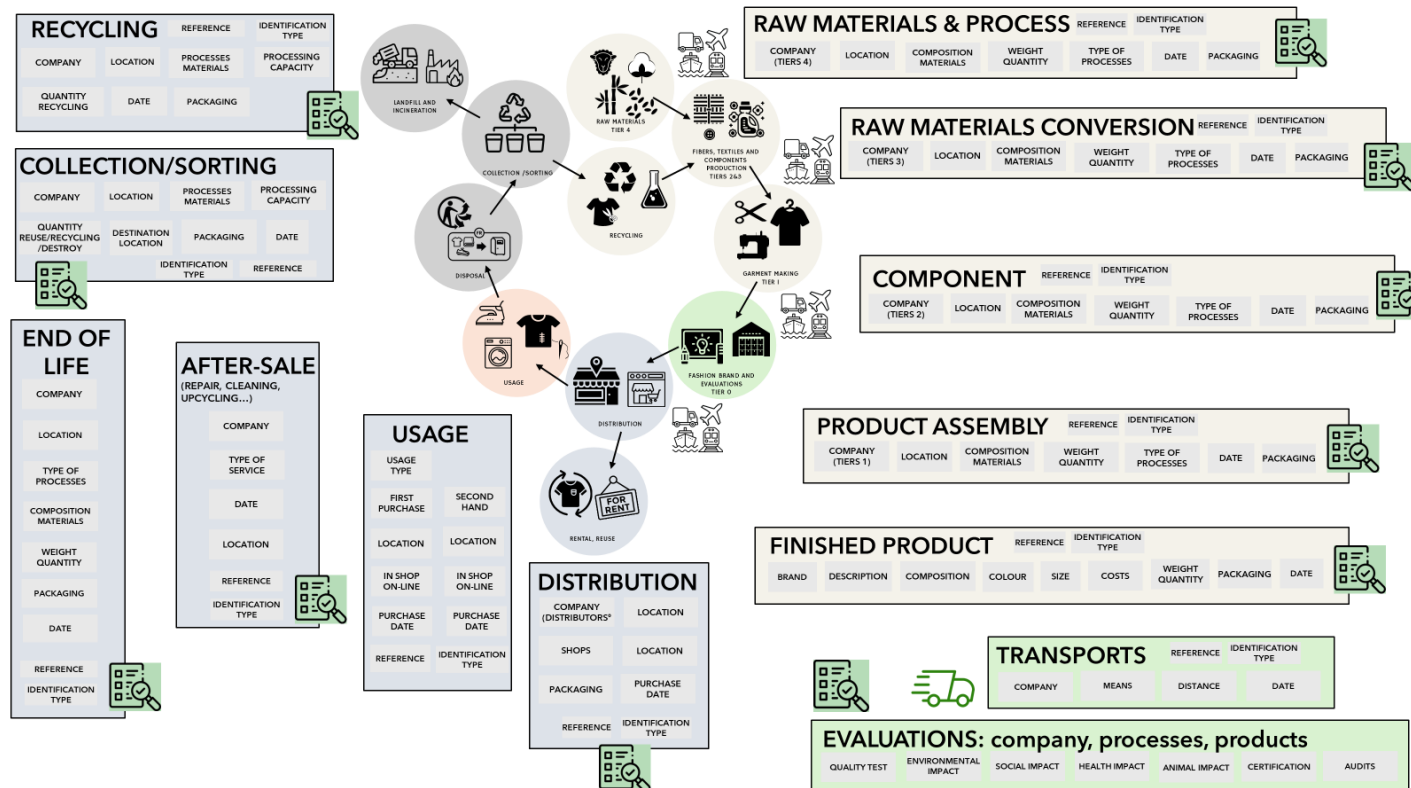 RECYCLING
REFERENCE
IDENTIFICATION
TYPE
COMPANY
LOCATION
PROCESSES
MATERIALS
PROCESSING
CAPACITY
QUANTITY
RECYCLING
DATE
PACKAGING
COLLECTION/SORTING
COMPANY
LOCATION
PROCESSES
MATERIALS
PROCESSING
CAPACITY
QUANTITY
REUSE/RECYCLING
/DESTROY
DESTINATION
LOCATION
PACKAGING
DATE
IDENTIFICATION
TYPE
REFERENCE
END OF
LIFE
COMPANY
LOCATION
TYPE OF
PROCESSES
COMPOSITION
MATERIALS
WEIGHT
QUANTITY
PACKAGING
DATE
REFERENCE
IDENTIFICATION
TYPE
AFTER-SALE
(REPAIR, CLEANING,
UPCYCLING...)
COMPANY
TYPE OF
SERVICE
DATE
LOCATION
REFERENCE
IDENTIFICATION
TYPE
USAGE
USAGE
TYPE
FIRST
PURCHASE
SECOND
HAND
LOCATION
LOCATION
IN SHOP
ON-LINE
IN SHOP
ON-LINE
PURCHASE
DATE
PURCHASE
DATE
REFERENCE
IDENTIFICATION
TYPE
DISTRIBUTION
COMPANY
(DISTRIBUTORS°
LOCATION
SHOPS
LOCATION
PACKAGING
PURCHASE
DATE
REFERENCE
IDENTIFICATION
TYPE
LANDFILL AND
INCINERATION
COLLECTION /SORTING
RAW MATERIALS
TIER 4
FIBERS, TEXTILES AND
COMPONENTS
PRODUCTION
TIERS 2&3
RECYCLING
DISPOSAL
GARMENT MAKING
TIER 1
USAGE
FASHION BRAND AND
EVALUATIONS
TIER 0
DISTRIBUTION
FOR
RENT
RENTAL, REUSE
RAW MATERIALS & PROCESS
REFERENCE
IDENTIFICATION
TYPE
COMPANY
(TIERS 4)
LOCATION
COMPOSITION
MATERIALS
WEIGHT
QUANTITY
TYPE OF
PROCESSES
DATE
PACKAGING
RAW MATERIALS CONVERSION
REFERENCE
IDENTIFICATION
TYPE
COMPANY
(TIERS 3)
LOCATION
COMPOSITION
MATERIALS
WEIGHT
QUANTITY
TYPE OF
PROCESSES
DATE
PACKAGING
COMPONENT
REFERENCE
IDENTIFICATION
TYPE
COMPANY
(TIERS 2)
LOCATION
COMPOSITION
MATERIALS
WEIGHT
QUANTITY
TYPE OF
PROCESSES
DATE
PACKAGING
PRODUCT ASSEMBLY
REFERENCE
IDENTIFICATION
TYPE
COMPANY
(TIERS 1)
LOCATION
COMPOSITION
MATERIALS
WEIGHT
QUANTITY
TYPE OF
PROCESSES
DATE
PACKAGING
FINISHED PRODUCT
REFERENCE
IDENTIFICATION
TYPE
BRAND
DESCRIPTION
COMPOSITION
COLOUR
SIZE
COSTS
WEIGHT
QUANTITY
PACKAGING
DATE
TRANSPORTS
REFERENCE
IDENTIFICATION
TYPE
COMPANY
MEANS
DISTANCE
DATE
EVALUATIONS: company, processes, products
QUALITY TEST
ENVIRONMENTAL
IMPACT
SOCIAL IMPACT
HEALTH IMPACT
ANIMAL IMPACT
CERTIFICATION
AUDITS